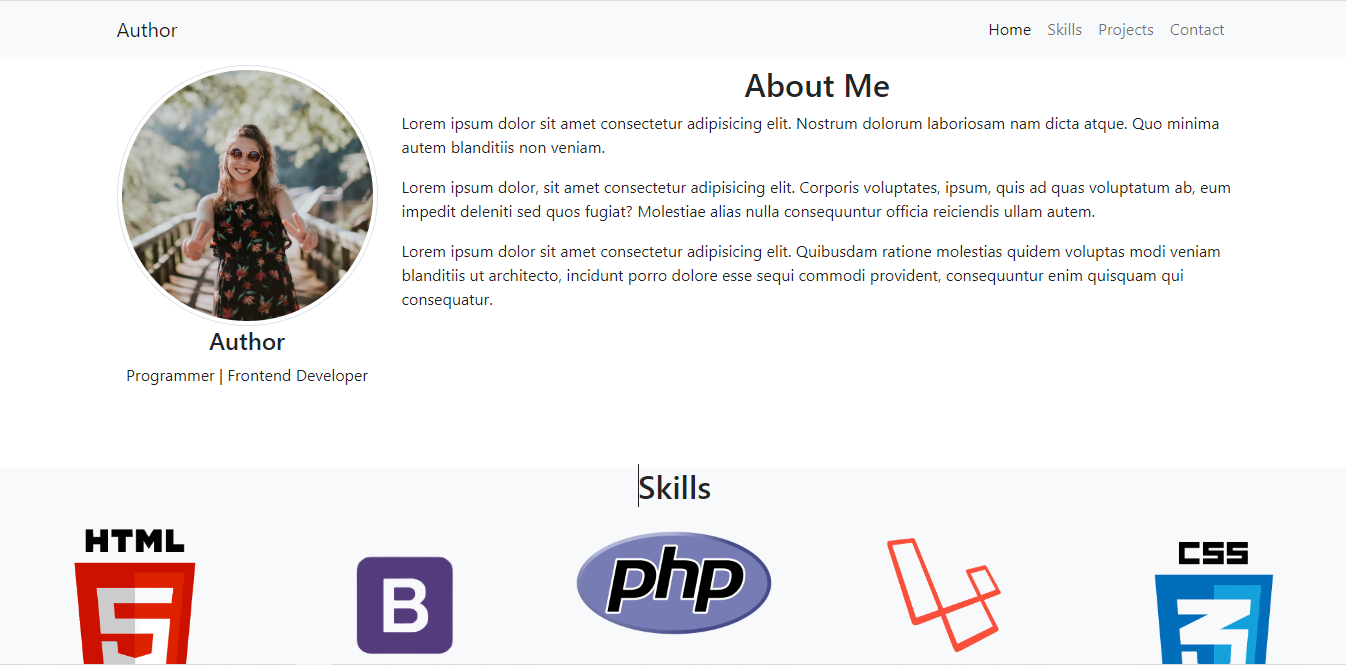 Author
Home Skills Projects Contact
About Me
Lorem ipsum dolor sit amet consectetur adipisicing elit. Nostrum dolorum laboriosam nam dicta atque. Quo minima
autem blanditiis non veniam.
Lorem ipsum dolor, sit amet consectetur adipisicing elit. Corporis voluptates, ipsum, quis ad quas voluptatum ab, eum
impedit deleniti sed quos fugiat? Molestiae alias nulla consequuntur officia reiciendis ullam autem.
Lorem ipsum dolor sit amet consectetur adipisicing elit. Quibusdam ratione molestias quidem voluptas modi veniam
blanditiis ut architecto, incidunt porro dolore esse sequi commodi provident, consequuntur enim quisquam qui
consequatur.
Author
Programmer | Frontend Developer
Skills
HTML
5
B
php
CSS
3